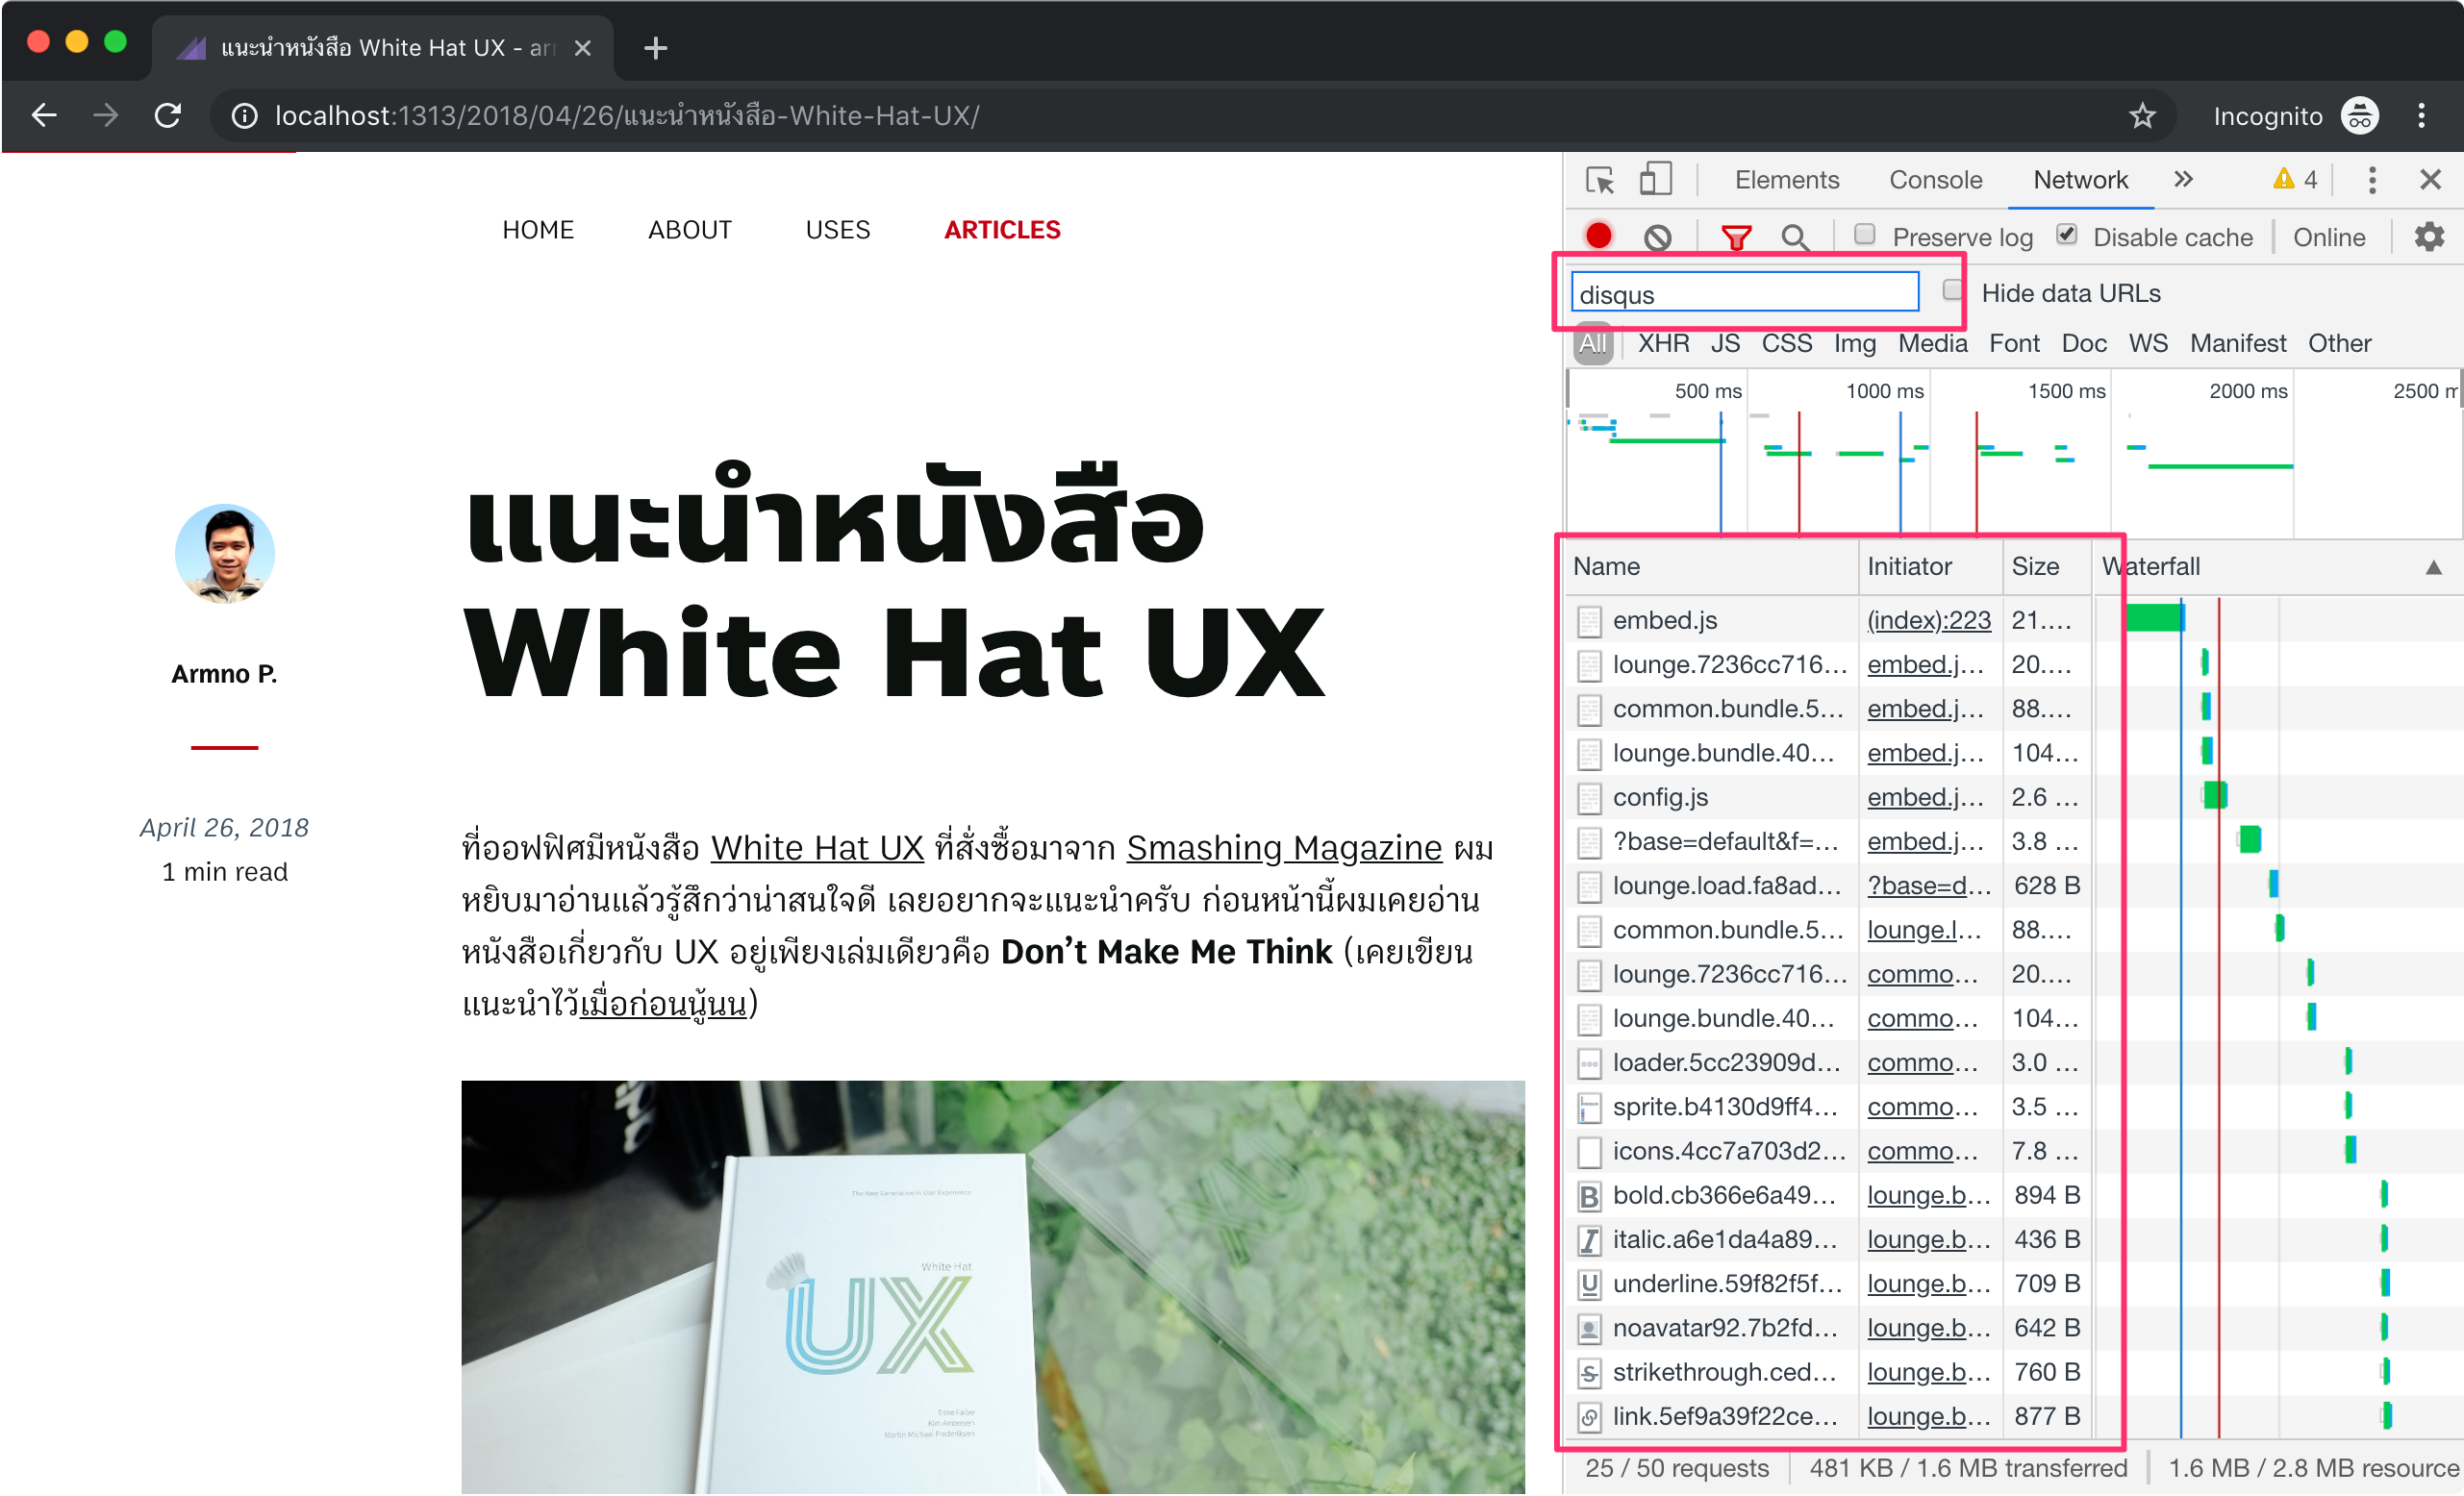 แนะนำหนังสือ White Hat UX - arn
localhost:1313/2018/04/26/แนะนำหนังสือ-White-Hat-UX/
Incognito
HOME ABOUT USES ARTICLES
Armno P.
April 26, 2018
1 min read
แนะนำหนังสือ
White Hat UX
ที่ออฟฟิศมีหนังสือ White Hat UX ที่สั่งซื้อมาจาก Smashing Magazine ผม
หยิบมาอ่านแล้วรู้สึกว่าน่าสนใจดี เลยอยากจะแนะนำครับ ก่อนหน้านี้ผมเคยอ่าน
หนังสือเกี่ยวกับ UX อยู่เพียงเล่มเดียวคือ Don’t Make Me Think (เคยเขียน
แนะนำไว้เมื่อก่อนนู้นน)
The New Generation in User Experience
White Hat
UX
Trine Falbe
Kim Andersen
Martin Michael Frederiksen
Elements Console Network » 4
Preserve log Disable cache Online
disqus Hide data URLs
All XHR JS CSS Img Media Font Doc WS Manifest Other
500 ms 1000 ms 1500 ms 2000 ms 2500 m
Name Initiator Size Waterfall
embed.js (index):223 21....
lounge.7236cc716... embed.j... 20....
common.bundle.5... embed.j... 88....
lounge.bundle.40... embed.j... 104...
config.js embed.j... 2.6 ...
?base=default&f=... embed.j... 3.8 ...
lounge.load.fa8ad... ?base=d... 628 B
common.bundle.5... lounge.l... 88....
lounge.7236cc716... commo... 20....
lounge.bundle.40... commo... 104...
loader.5cc23909d... commo... 3.0 ...
sprite.b4130d9ff4... commo... 3.5 ...
icons.4cc7a703d2... commo... 7.8 ...
bold.cb366e6a49... lounge.b... 894 B
italic.a6e1da4a89... lounge.b... 436 B
underline.59f82f5f... lounge.b... 709 B
noavatar92.7b2fd... lounge.b... 642 B
strikethrough.ced... lounge.b... 760 B
link.5ef9a39f22ce... lounge.b... 877 B
25 / 50 requests 481 KB / 1.6 MB transferred 1.6 MB / 2.8 MB resource